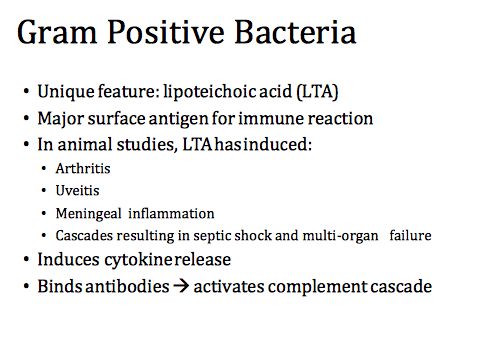 Gram Positive Bacteria
• Unique feature: lipoteichoic acid (LTA)
• Major surface antigen for immune reaction
• In animal studies, LTA has induced:
• Arthritis
• Uveitis
• Meningeal inflammation
• Cascades resulting in septic shock and multi-organ failure
• Induces cytokine release
• Binds antibodies → activates complement cascade